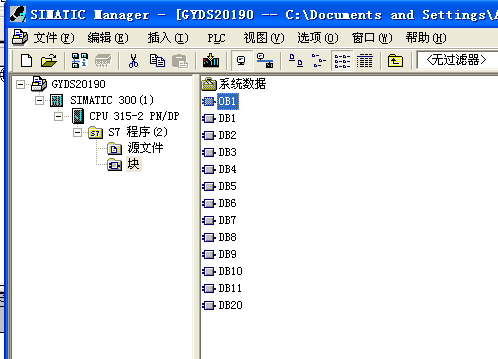 SIMATIC Manager - [GYDS20190 -- C:\Documents and Settings\
文件(F) 编辑(E) 插入(I) PLC 视图(V) 选项(O) 窗口(W) 帮助(H)
<无过滤器>
GYDS20190
SIMATIC 300(1)
CPU 315-2 PN/DP
S7 程序(2)
源文件
块
系统数据
OB1
DB1
DB2
DB3
DB4
DB5
DB6
DB7
DB8
DB9
DB10
DB11
DB20